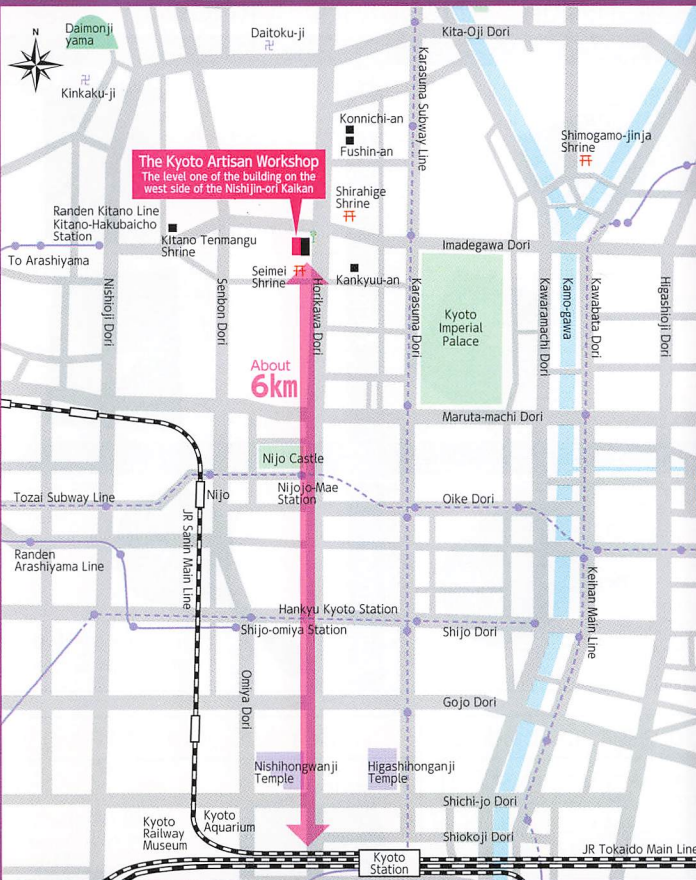 N
Daimonji
yama
Daitoku-ji
卍
Kita-Oji Dori
卍
Kinkaku-ji
Karasuma Subway Line
Konnichi-an
Fushin-an
Shimogamo-jinja
Shrine
The Kyoto Artisan Workshop
The level one of the building on the
west side of the Nishijin-ori Kaikan
Shirahige
Shrine
Randen Kitano Line
Kitano-Hakubaicho
Station
To Arashiyama
Kitano Tenmangu
Shrine
Imadegawa Dori
Seimei
Shrine
Kankyuu-an
Nishioji Dori
Senbon Dori
Horikawa Dori
Karasuma Dori
Kyoto
Imperial
Palace
Kawaramachi Dori
Kamo-gawa
Kawabata Dori
Higashioji Dori
About
6km
Maruta-machi Dori
Nijo Castle
Nijo
Nijojo-Mae
Station
Tozai Subway Line
Oike Dori
JR Sanin Main Line
Randen
Arashiyama Line
Keihan Main Line
Hankyu Kyoto Station
Shijo-omiya Station
Shijo Dori
Omiya Dori
Gojo Dori
Nishihongwanji
Temple
Higashihonganji
Temple
Shichi-jo Dori
Kyoto
Railway
Museum
Kyoto
Aquarium
Shiokoji Dori
Kyoto
Station
JR Tokaido Main Line